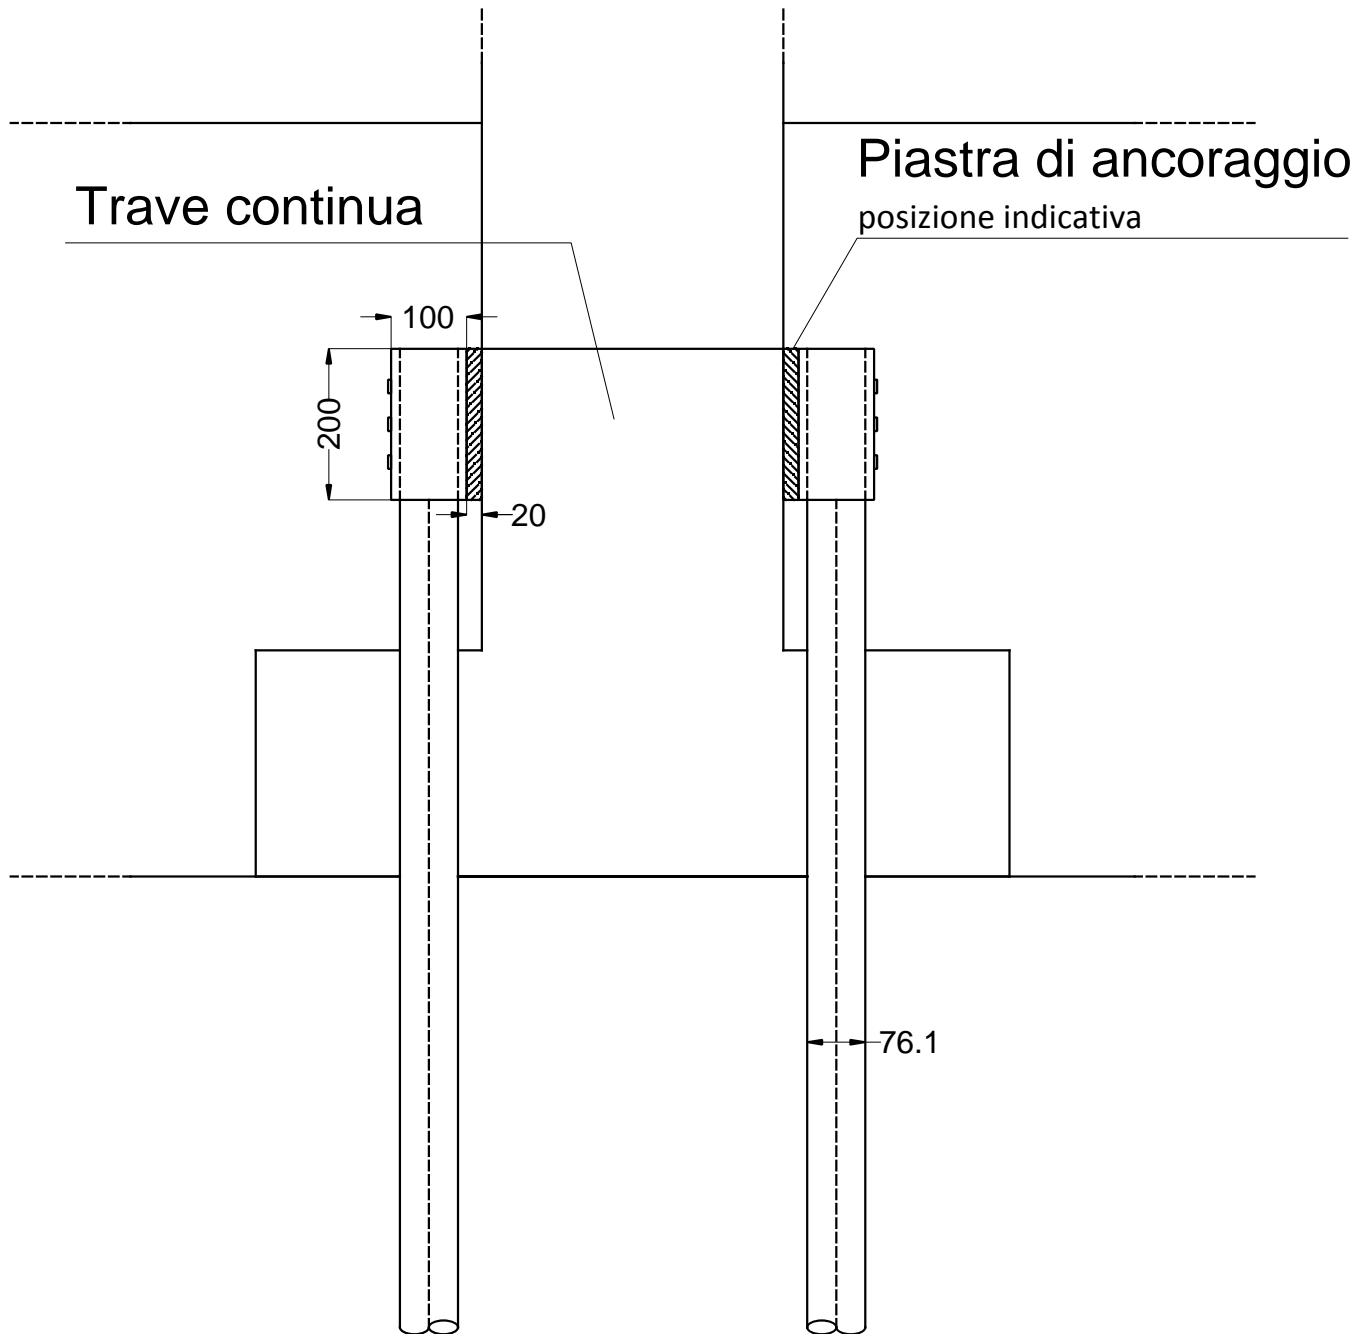 Piastra di ancoraggio
Trave continua
posizione indicativa
100
200
20
76.1